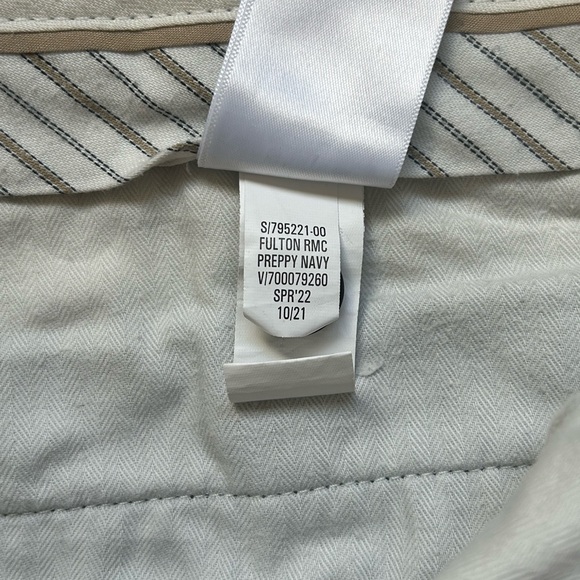 S/795221-00
FULTON RMC
PREPPY NAVY
V/700079260
SPR'22
10/21